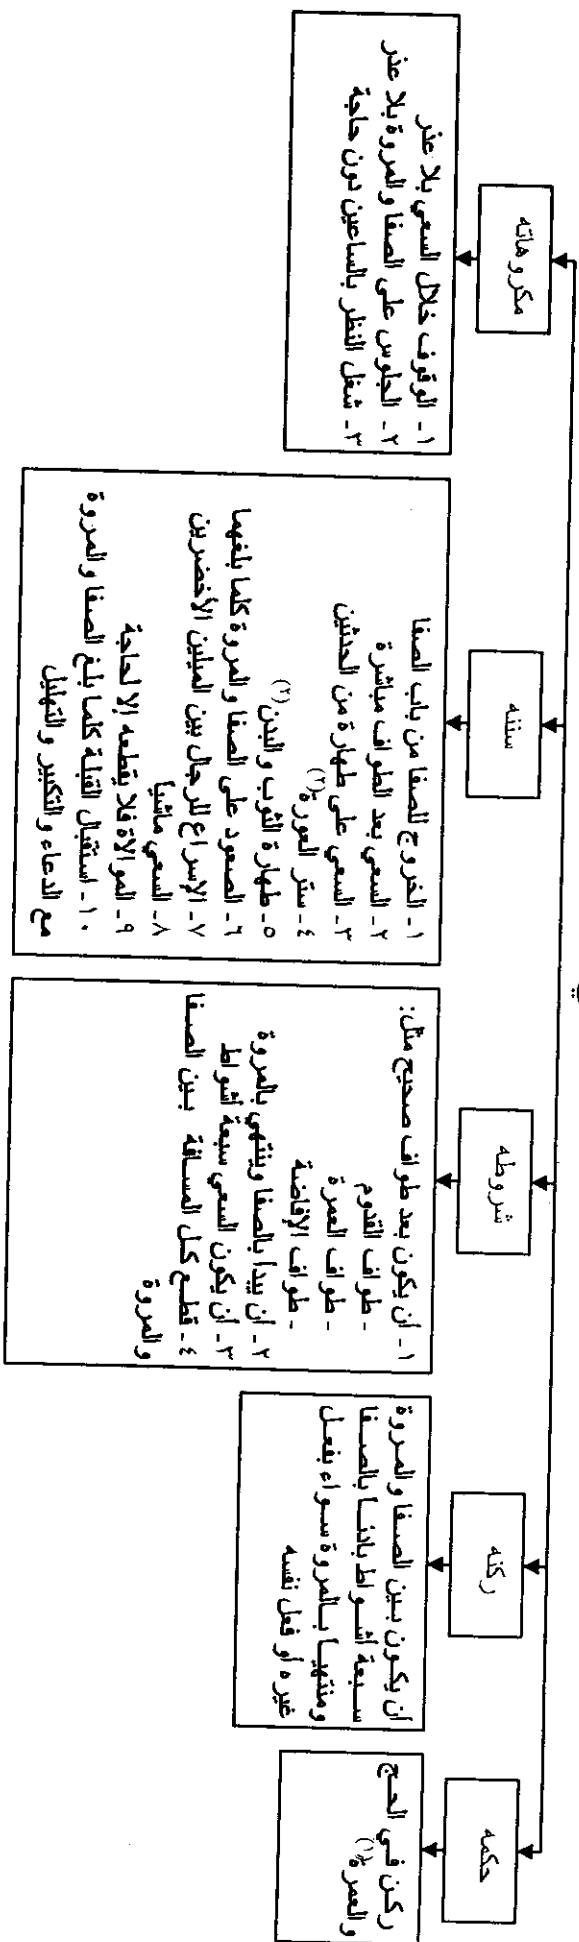 حكمه
ركن في الحج
والعمرة(١)
ركنه
أن يكون بين الصفا والمروة
سبعة أشواط بادئا بالصفا
ومنتهيا بالمروة سواء بفعل
غيره أو فعل نفسه
شروطه
١- أن يكون بعد طواف صحيح مثل:
- طواف القدوم
- طواف العمرة
- طواف الإفاضة
٢- أن يبدأ بالصفا وينتهي بالمروة
٣- أن يكون السعي سبعة أشواط
٤- قطع كل المسافة بين الصفا
والمروة
سننه
١- الخروج للصفا من باب الصفا
٢- السعي بعد الطواف مباشرة
٣- السعي على طهارة من الحدثين
٤- ستر العورة(٢)
٥- طهارة الثوب والبدن(٢)
٦- الصعود على الصفا والمروة كلما بلغهما
٧- الإسراع للرجال بين الميلين الأخضرين
٨- السعي ماشياً
٩- الموالاة فلا يقطعه إلا لحاجة
١٠- استقبال القبلة كلما بلغ الصفا والمروة
مع الدعاء والتكبير والتهليل
مكروهاته
١- الوقوف خلال السعي بلا عذر
٢- الجلوس على الصفا والمروة بلا عذر
٣- شغل النظر بالساعين دون حاجة